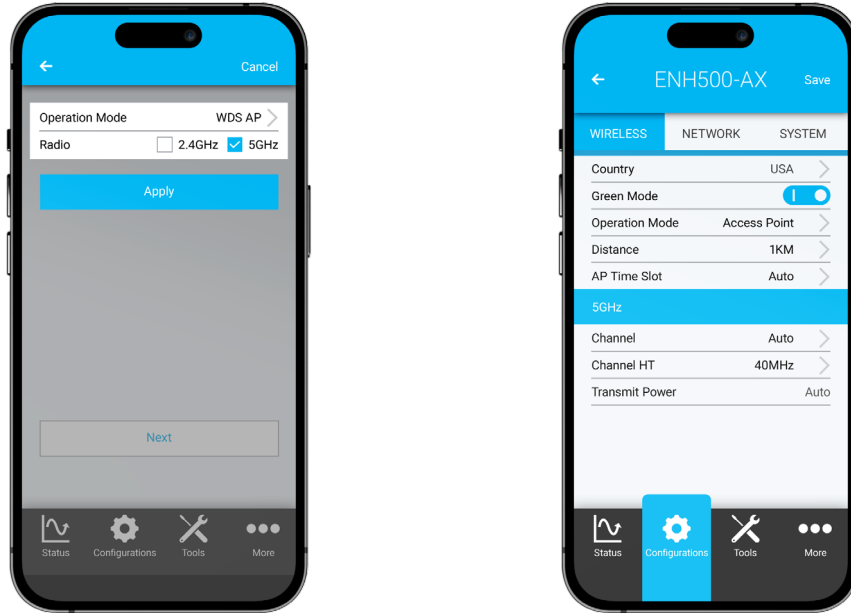 Cancel
Operation Mode WDS AP
Radio 2.4GHz 5GHz
Apply
Next
Status Configurations Tools More
ENH500-AX Save
WIRELESS NETWORK SYSTEM
Country USA
Green Mode
Operation Mode Access Point
Distance 1KM
AP Time Slot Auto
5GHz
Channel Auto
Channel HT 40MHz
Transmit Power Auto
Status Configurations Tools More